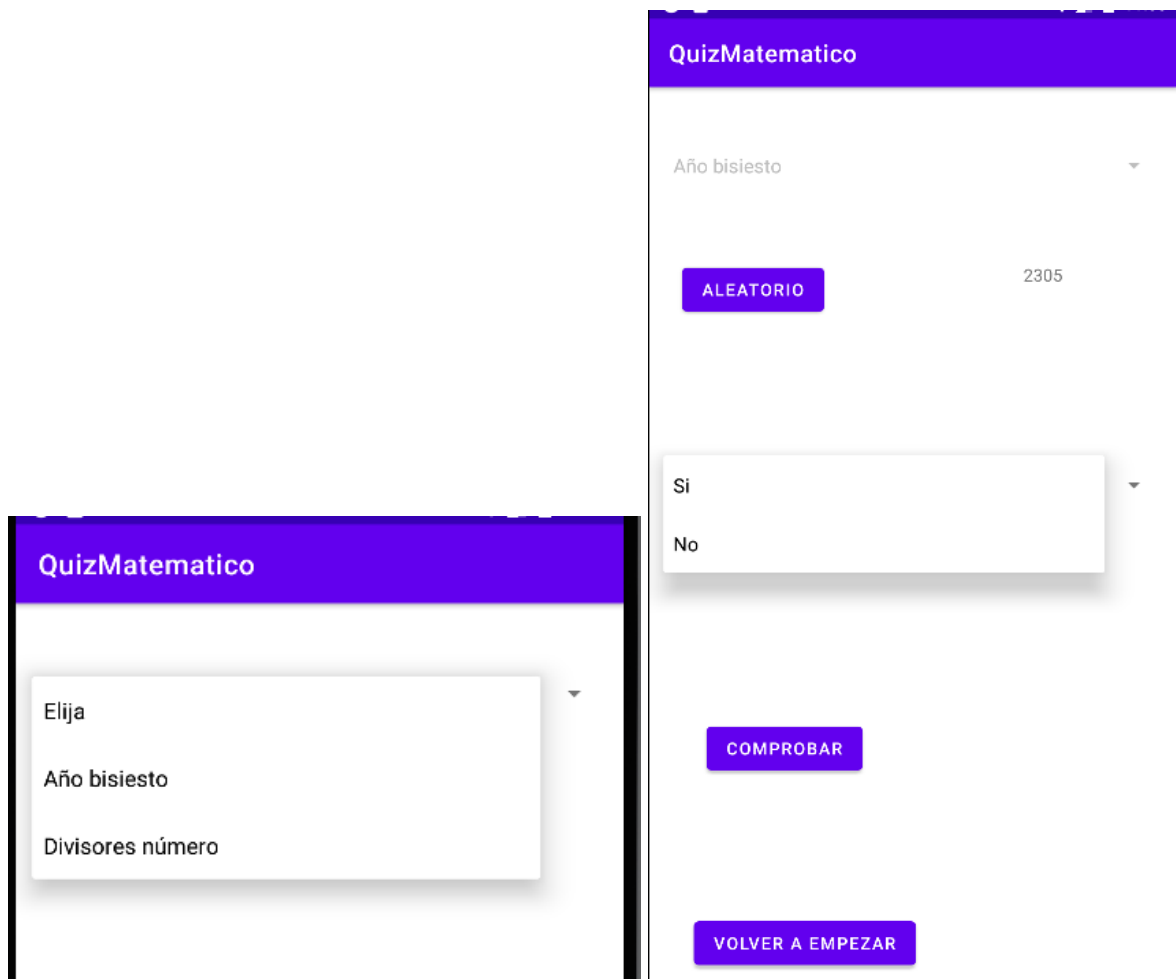 QuizMatematico
Elija
Año bisiesto
Divisores número
QuizMatematico
Año bisiesto
ALEATORIO
2305
Si
No
COMPROBAR
VOLVER A EMPEZAR